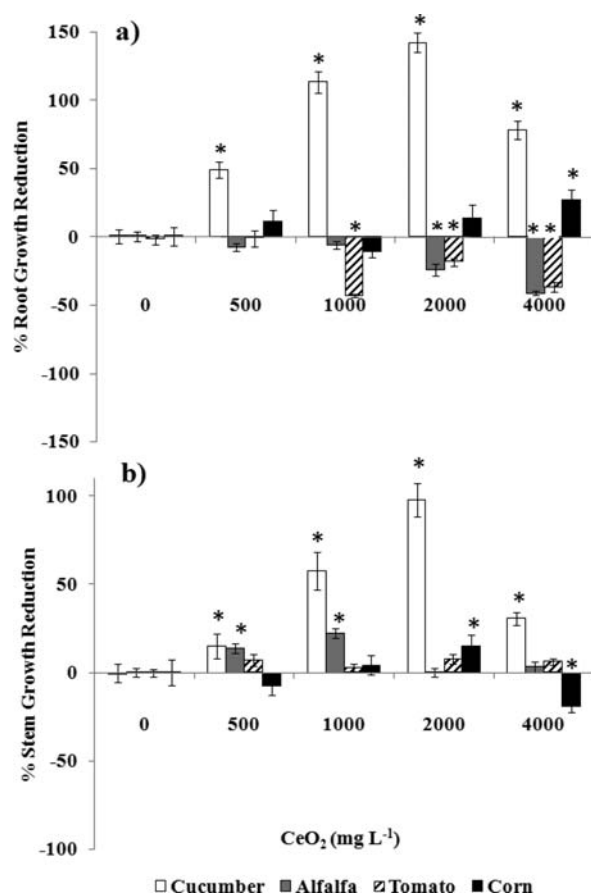 a)
% Root Growth Reduction
150
100
50
0
-50
-100
-150
* * * * * * * * * * *
0 500 1000 2000 4000
b)
% Stem Growth Reduction
100
50
0
-50
-100
* * * * * * * *
0 500 1000 2000 4000
CeO₂ (mg L⁻¹)
Cucumber Alfalfa Tomato Corn